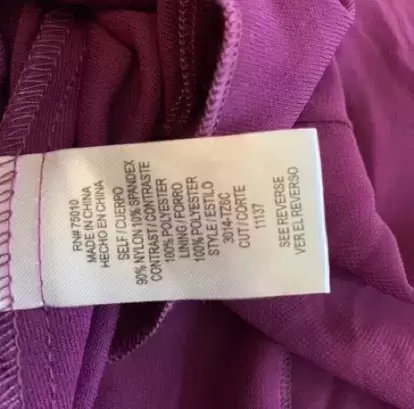 RN# 75010
MADE IN CHINA
HECHO EN CHINA
SELF / CUERPO
90% NYLON 10% SPANDEX
CONTRAST / CONTRASTE
100% POLYESTER
LINING / FORRO
100% POLYESTER
STYLE / ESTILO
3014-TZ6C
CUT / CORTE
11137
SEE REVERSE
VER EL REVERSO